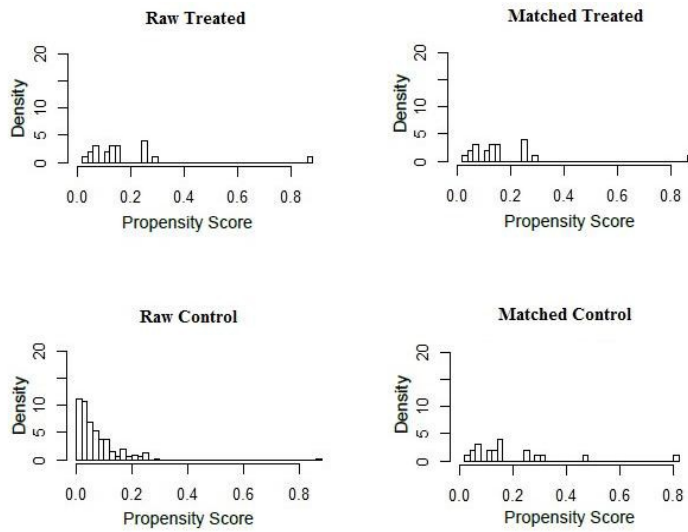 Raw Treated
20
10
5
0
Density
0.0 0.2 0.4 0.6 0.8
Propensity Score
Matched Treated
20
10
5
0
Density
0.0 0.2 0.4 0.6 0.8
Propensity Score
Raw Control
20
10
5
0
Density
0.0 0.2 0.4 0.6 0.8
Propensity Score
Matched Control
20
10
5
0
Density
0.0 0.2 0.4 0.6 0.8
Propensity Score